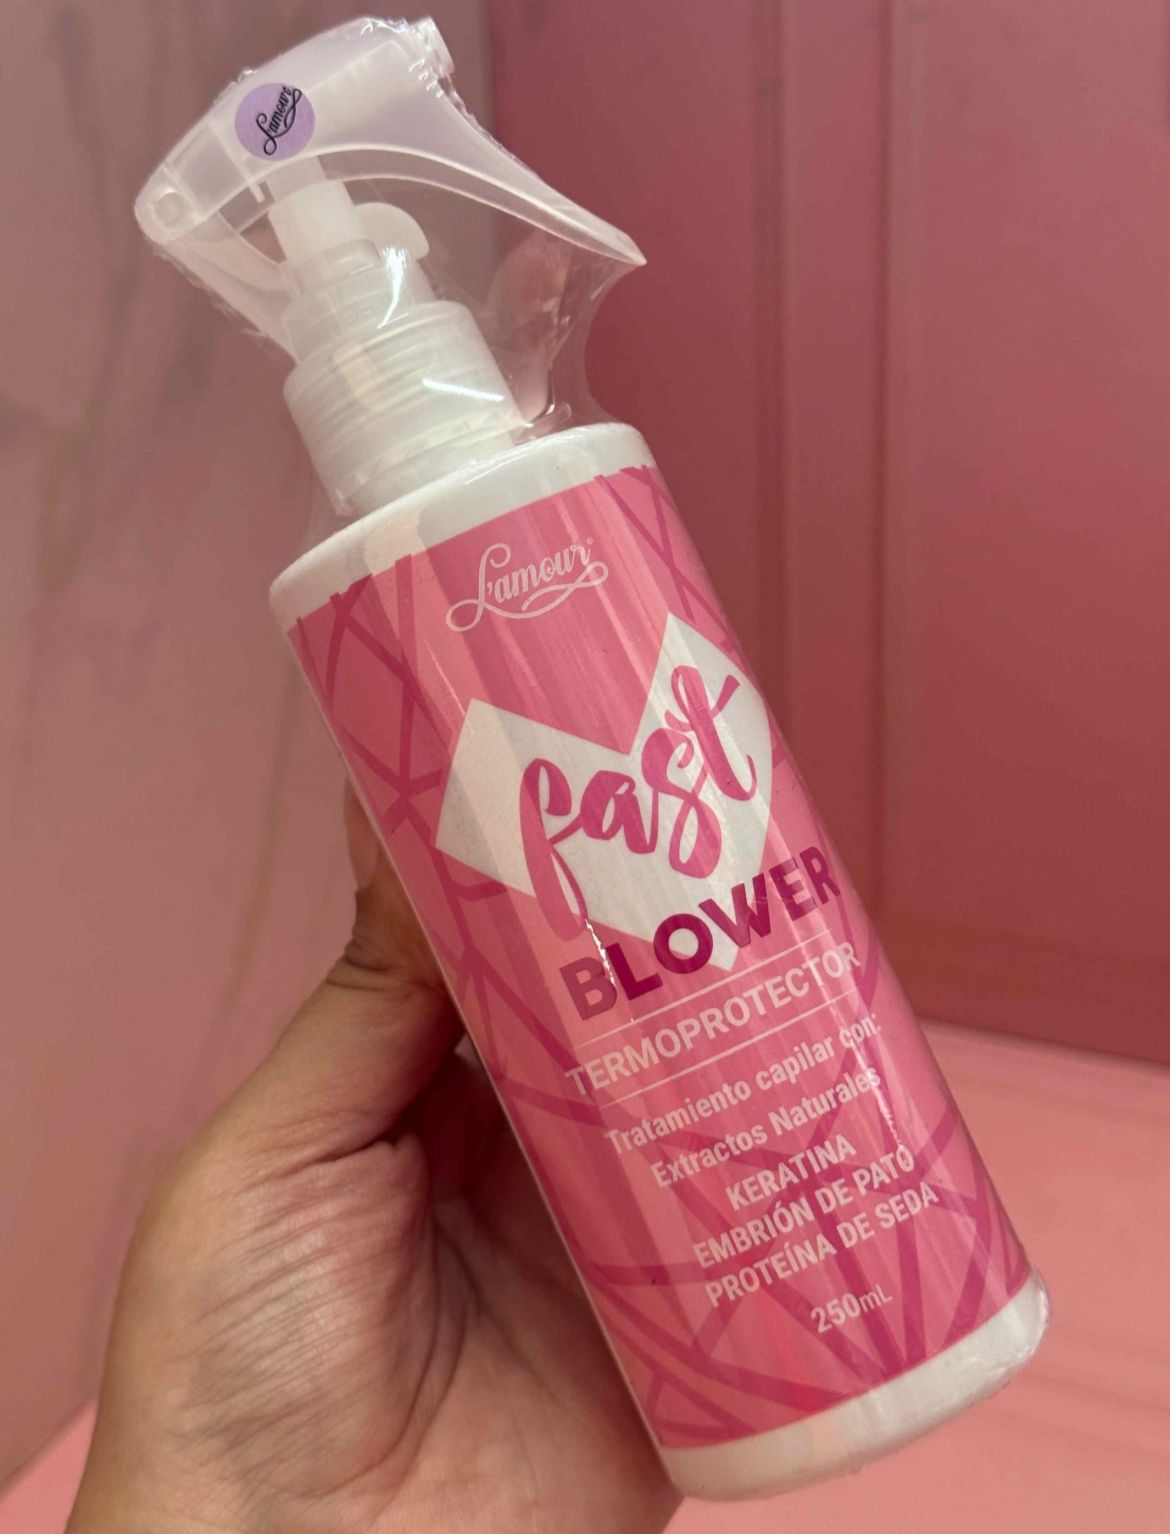 L'amour
L'amour®
fast
BLOWER
TERMOPROTECTOR
Tratamiento capilar con:
Extractos Naturales
KERATINA
EMBRIÓN DE PATO
PROTEÍNA DE SEDA
250mL